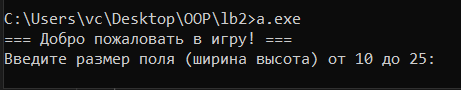 C:\Users\vc\Desktop\OOP\lb2>a.exe
=== Добро пожаловать в игру! ===
Введите размер поля (ширина высота) от 10 до 25: